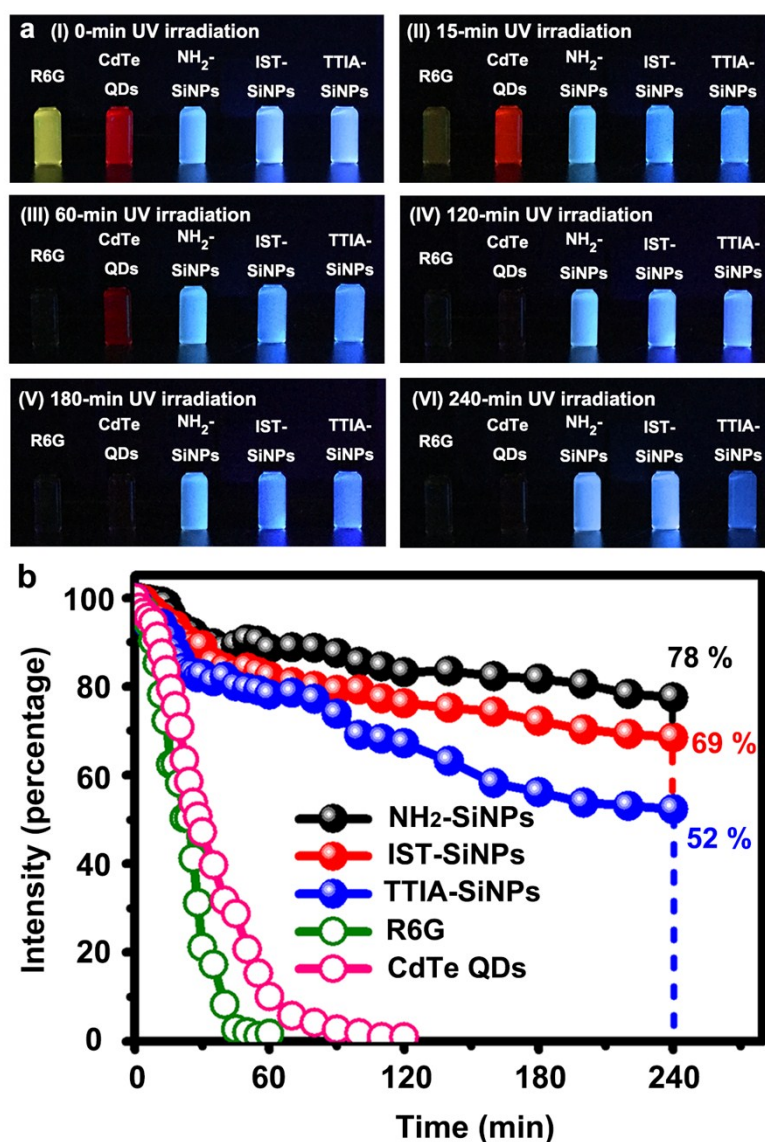 a (I) 0-min UV irradiation
R6G
CdTe
QDs
NH₂-
SiNPs
IST-
SiNPs
TTIA-
SiNPs
(II) 15-min UV irradiation
R6G
CdTe
QDs
NH₂-
SiNPs
IST-
SiNPs
TTIA-
SiNPs
(III) 60-min UV irradiation
R6G
CdTe
QDs
NH₂-
SiNPs
IST-
SiNPs
TTIA-
SiNPs
(IV) 120-min UV irradiation
R6G
CdTe
QDs
NH₂-
SiNPs
IST-
SiNPs
TTIA-
SiNPs
(V) 180-min UV irradiation
R6G
CdTe
QDs
NH₂-
SiNPs
IST-
SiNPs
TTIA-
SiNPs
(VI) 240-min UV irradiation
R6G
CdTe
QDs
NH₂-
SiNPs
IST-
SiNPs
TTIA-
SiNPs
b
Intensity (percentage)
100
80
60
40
20
0
78 %
69 %
52 %
NH2-SiNPs
IST-SiNPs
TTIA-SiNPs
R6G
CdTe QDs
0 60 120 180 240
Time (min)